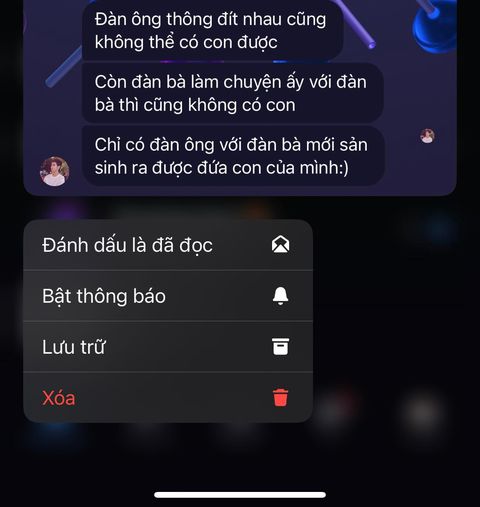 Đàn ông thông đít nhau cũng
không thể có con được
Còn đàn bà làm chuyện ấy với đàn
bà thì cũng không có con
Chỉ có đàn ông với đàn bà mới sản
sinh ra được đứa con của mình:)
Đánh dấu là đã đọc
Bật thông báo
Lưu trữ
Xóa